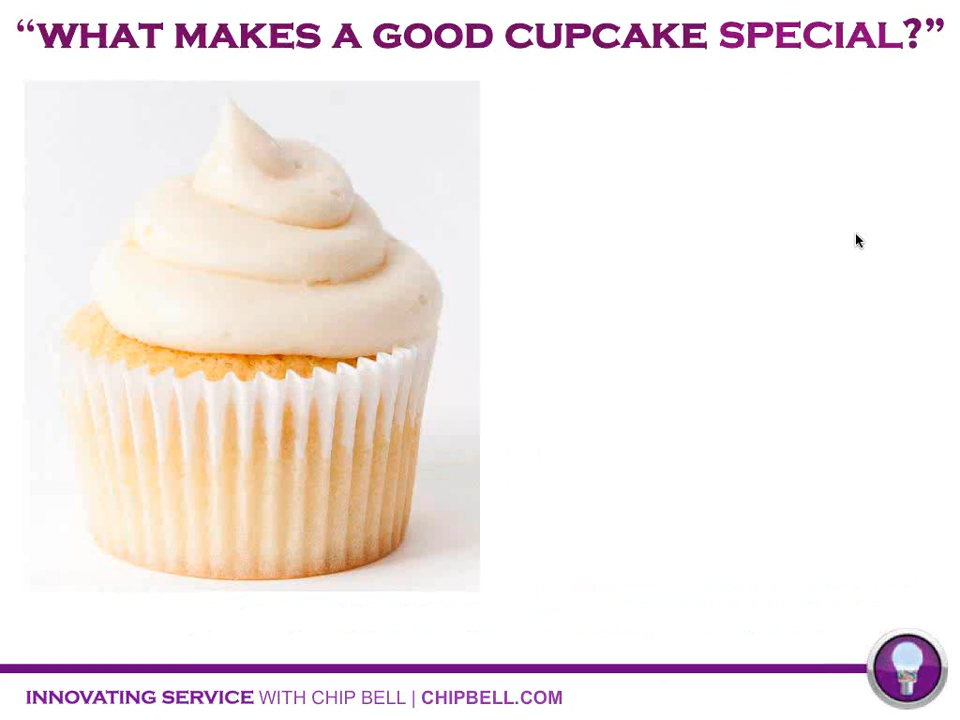 “WHAT MAKES A GOOD CUPCAKE SPECIAL?”
INNOVATING SERVICE WITH CHIP BELL | CHIPBELL.COM